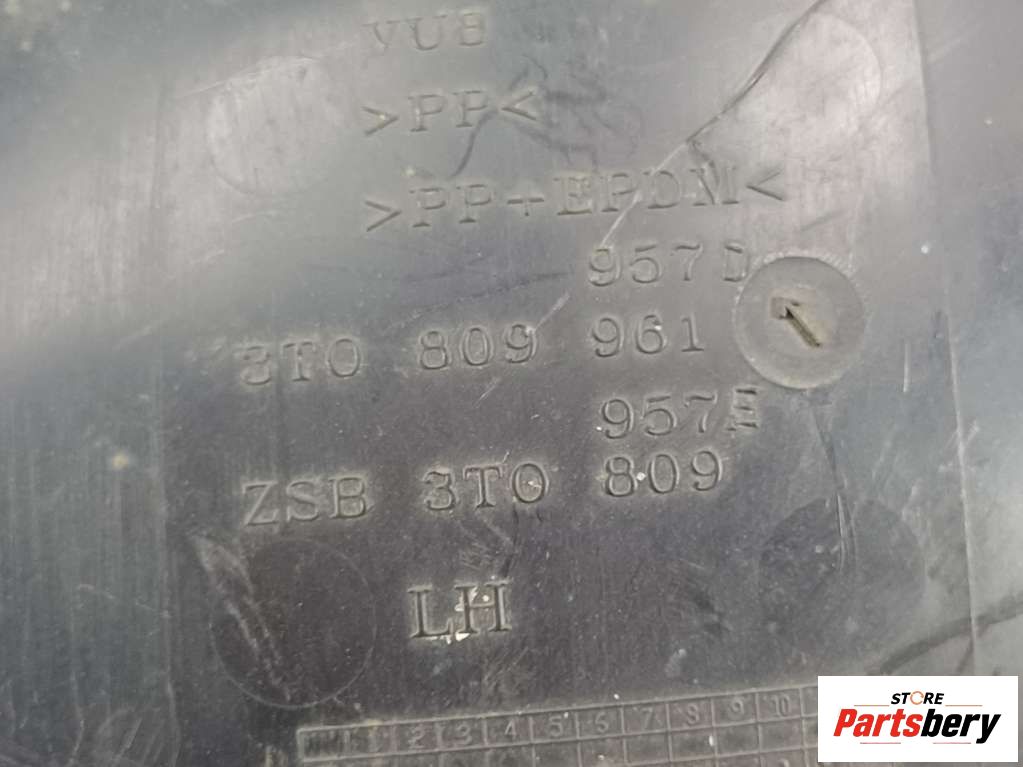 VUB
>PP<
>PP+EPDM<
957D
3T0 809 961
957E
ZSB 3T0 809
LH
1 2 3 4 5 6 7 8 9 10
STORE
Partsbery